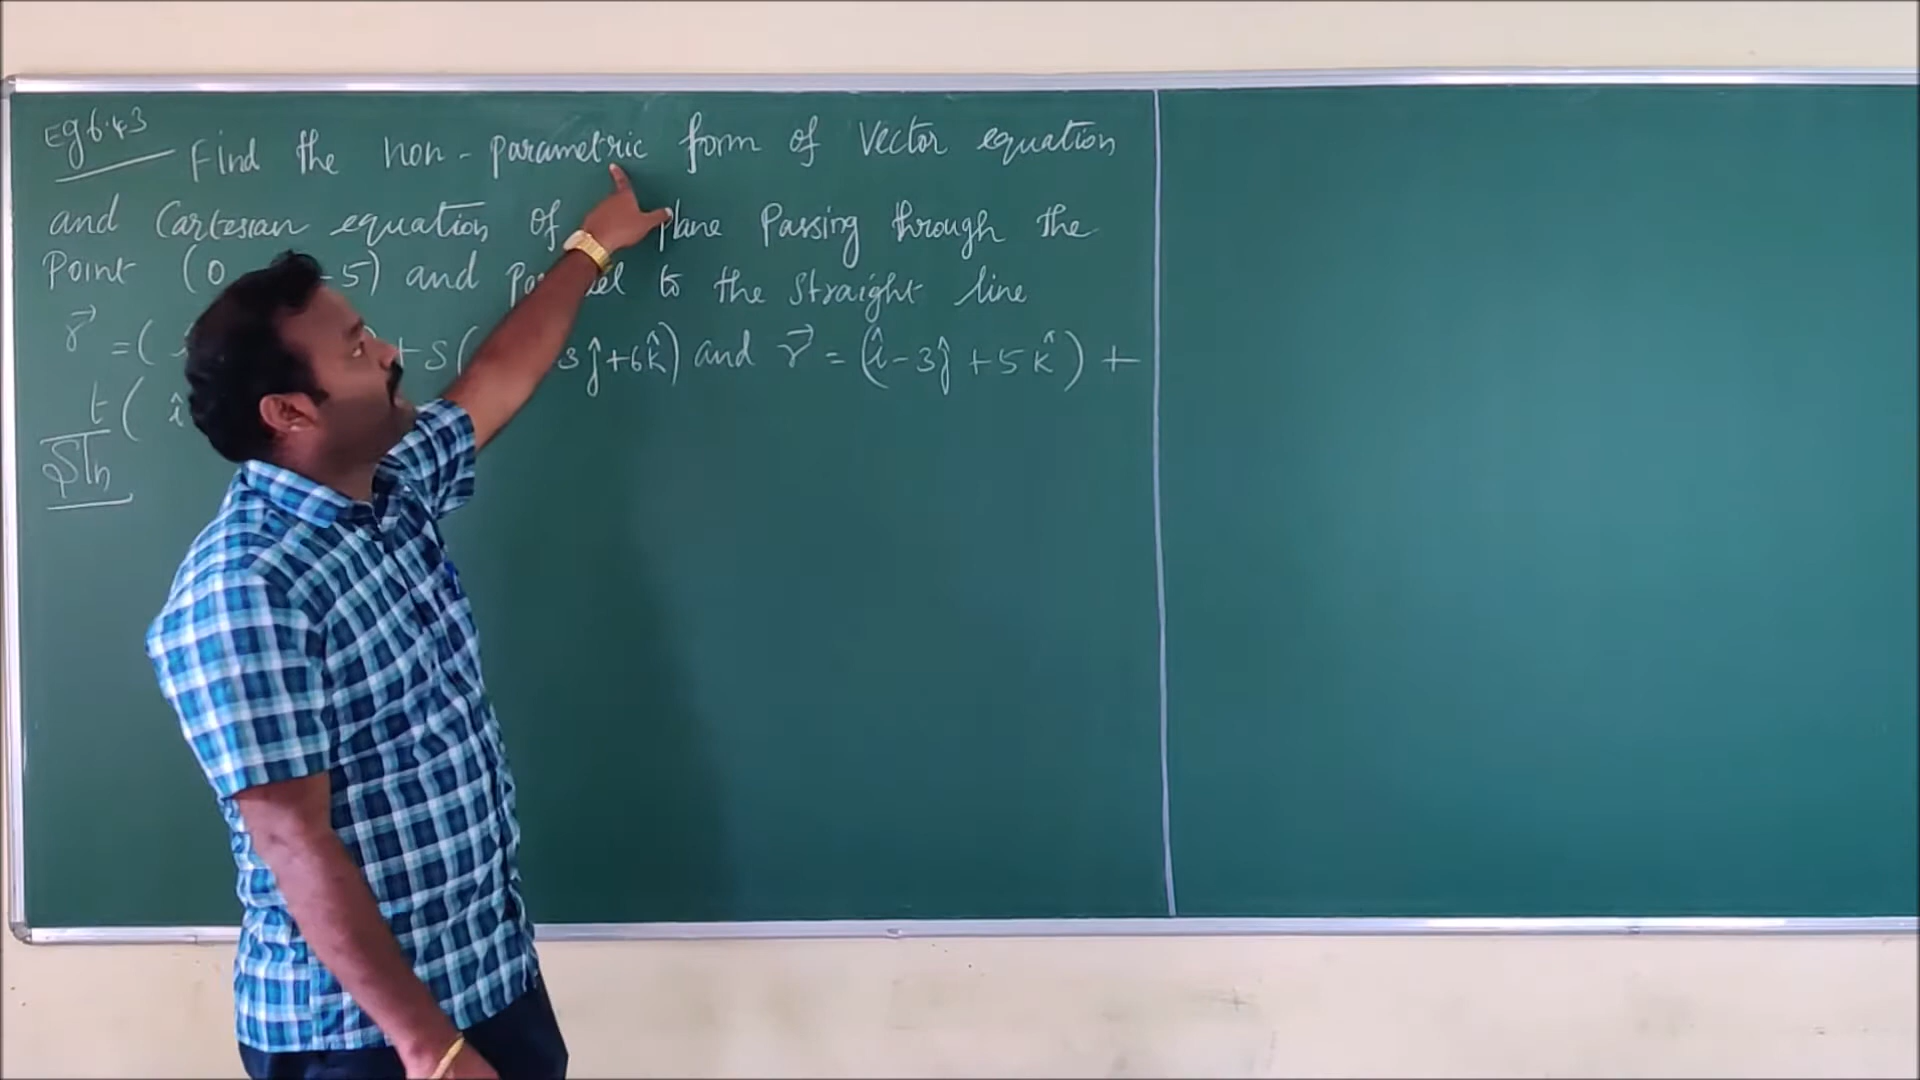 Eg 6.43
Find the non-parametric form of Vector equation
and Cartesian equation of plane Passing through the
Point (0 -5) and to the straight line
r⃗ = ( + s( 3ĵ+6k̂) and r⃗ = (î-3ĵ+5k̂) +
t( î
Soln